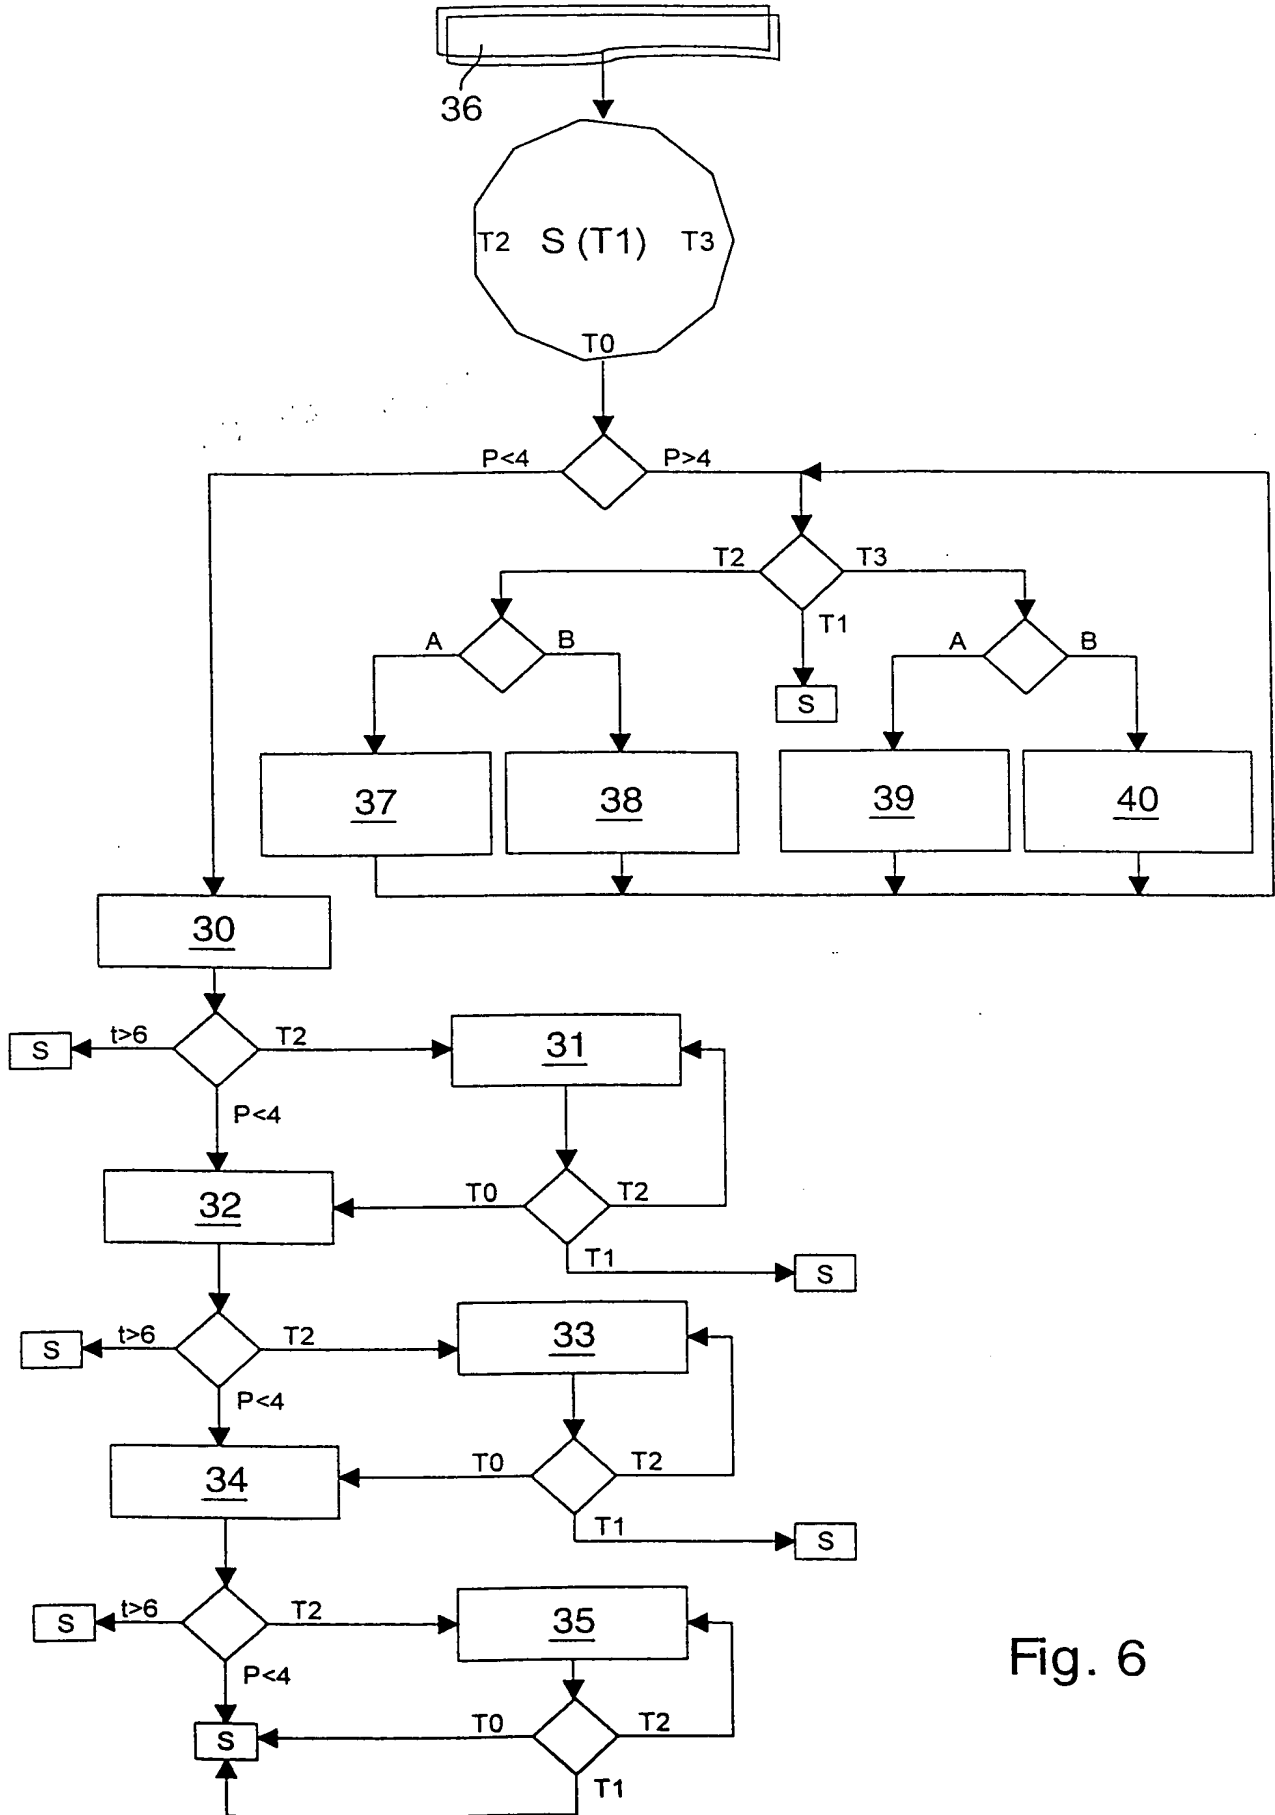 36
T2 S (T1) T3
T0
P<4 P>4
T2 T3
T1
A B A B
S
37 38 39 40
30
S t>6 T2 31
P<4
32 T0 T2
T1 S
S t>6 T2 33
P<4
34 T0 T2
T1 S
S t>6 T2 35
P<4
S T0 T2
T1
Fig. 6